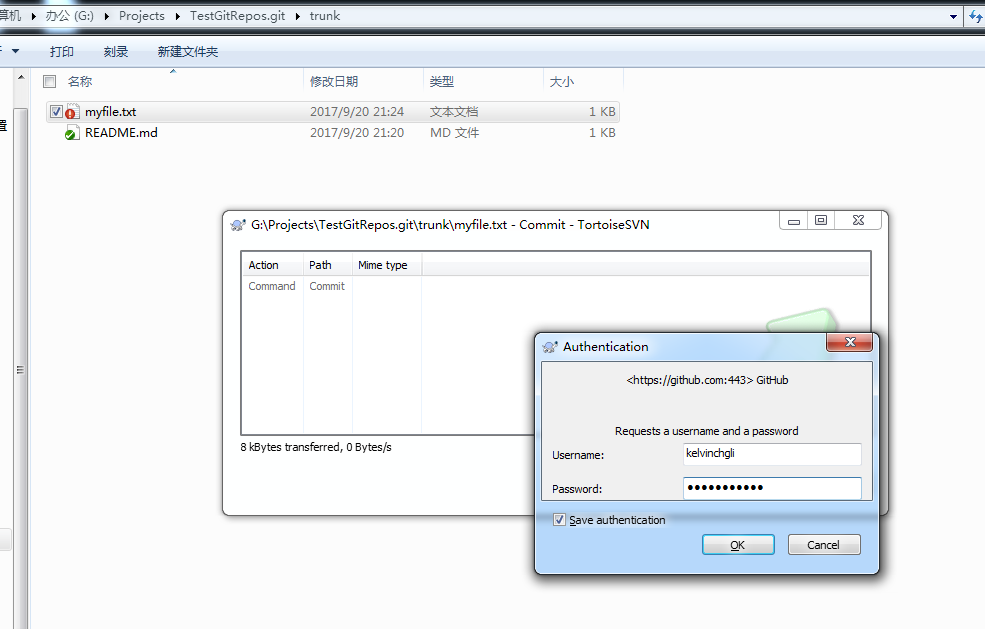 算机 ▸ 办公 (G:) ▸ Projects ▸ TestGitRepos.git ▸ trunk
打印 刻录 新建文件夹
名称 修改日期 类型 大小
myfile.txt 2017/9/20 21:24 文本文档 1 KB
置
README.md 2017/9/20 21:20 MD 文件 1 KB
G:\Projects\TestGitRepos.git\trunk\myfile.txt - Commit - TortoiseSVN
Action Path Mime type
Command Commit
8 kBytes transferred, 0 Bytes/s
Authentication
<https://github.com:443> GitHub
Requests a username and a password
Username: kelvinchgli
Password: ●●●●●●●●●●●
Save authentication
OK Cancel